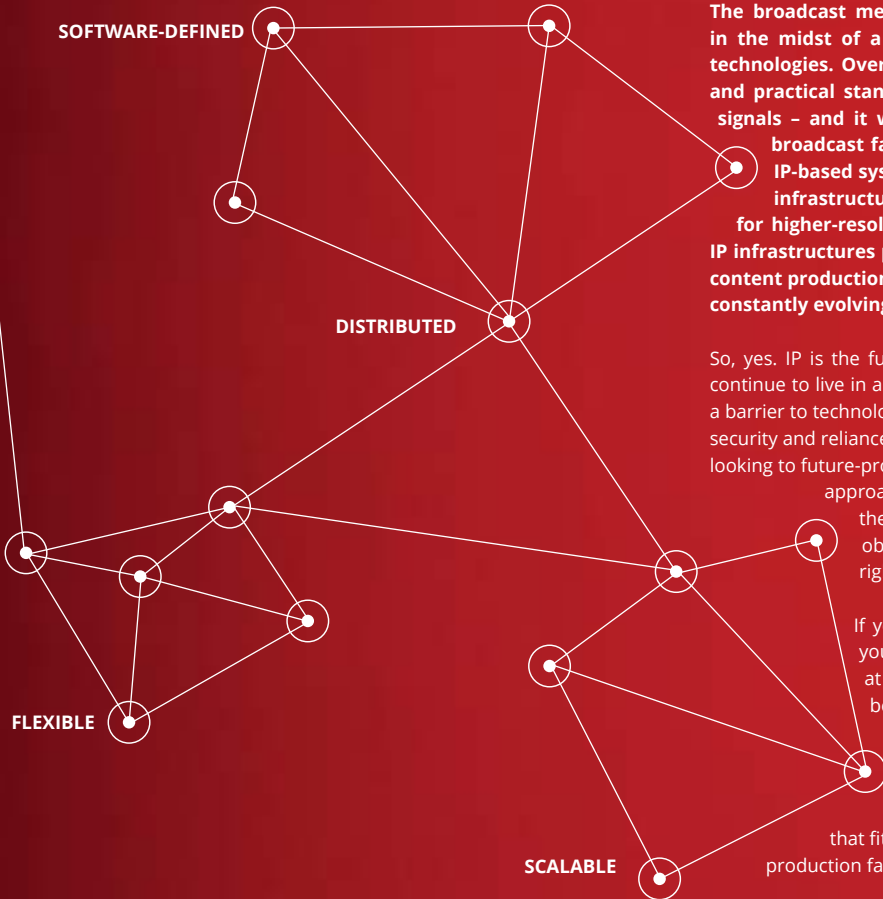 SOFTWARE-DEFINED
DISTRIBUTED
FLEXIBLE
SCALABLE
The broadcast me
in the midst of a
technologies. Over
and practical stan
signals – and it w
broadcast fa
IP-based sys
infrastructu
for higher-resol
IP infrastructures p
content production
constantly evolving
So, yes. IP is the fu
continue to live in a
a barrier to technolo
security and reliance
looking to future-pro
approa
the
ob
rig
If y
you
at
be
that fit
production fa